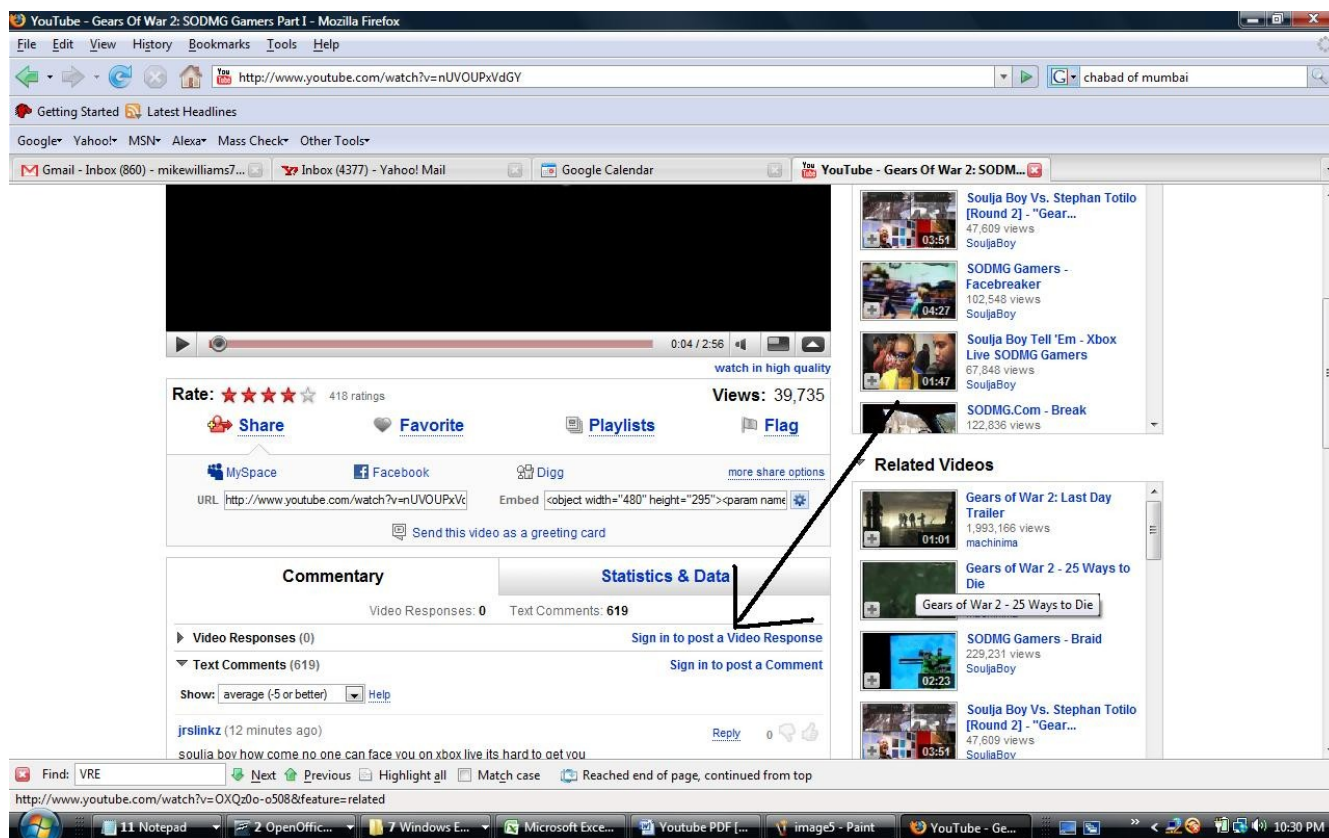 YouTube - Gears Of War 2: SODMG Gamers Part I - Mozilla Firefox
File Edit View History Bookmarks Tools Help
http://www.youtube.com/watch?v=nUVOUPxVdGY
chabad of mumbai
Getting Started Latest Headlines
Google Yahoo! MSN Alexa Mass Check Other Tools
Gmail - Inbox (860) - mikewilliams7...
Inbox (4377) - Yahoo! Mail
Google Calendar
YouTube - Gears Of War 2: SODM...
0:04 / 2:56
watch in high quality
Rate: 418 ratings Views: 39,735
Share Favorite Playlists Flag
MySpace Facebook Digg more share options
URL http://www.youtube.com/watch?v=nUVOUPxVc Embed <object width="480" height="295"><param name
Send this video as a greeting card
Commentary Statistics & Data
Video Responses: 0 Text Comments: 619
Video Responses (0) Sign in to post a Video Response
Text Comments (619) Sign in to post a Comment
Show: average (-5 or better) Help
jrslinkz (12 minutes ago) Reply 0
soulja boy how come no one can face you on xbox live its hard to get you
Soulja Boy Vs. Stephan Totilo
[Round 2] - "Gear...
47,609 views
03:51 SouljaBoy
SODMG Gamers -
Facebreaker
102,548 views
04:27 SouljaBoy
Soulja Boy Tell 'Em - Xbox
Live SODMG Gamers
67,848 views
01:47 SouljaBoy
SODMG.Com - Break
122,836 views
Related Videos
Gears of War 2: Last Day
Trailer
1,993,166 views
01:01 machinima
Gears of War 2 - 25 Ways to
Die
Gears of War 2 - 25 Ways to Die
SODMG Gamers - Braid
229,231 views
SouljaBoy
02:23
Soulja Boy Vs. Stephan Totilo
[Round 2] - "Gear...
47,609 views
03:51 SouljaBoy
Find: VRE Next Previous Highlight all Match case Reached end of page, continued from top
http://www.youtube.com/watch?v=OXQz0o-o508&feature=related
11 Notepad 2 OpenOffic... 7 Windows E... Microsoft Exce... Youtube PDF [... image5 - Paint YouTube - Ge... 10:30 PM